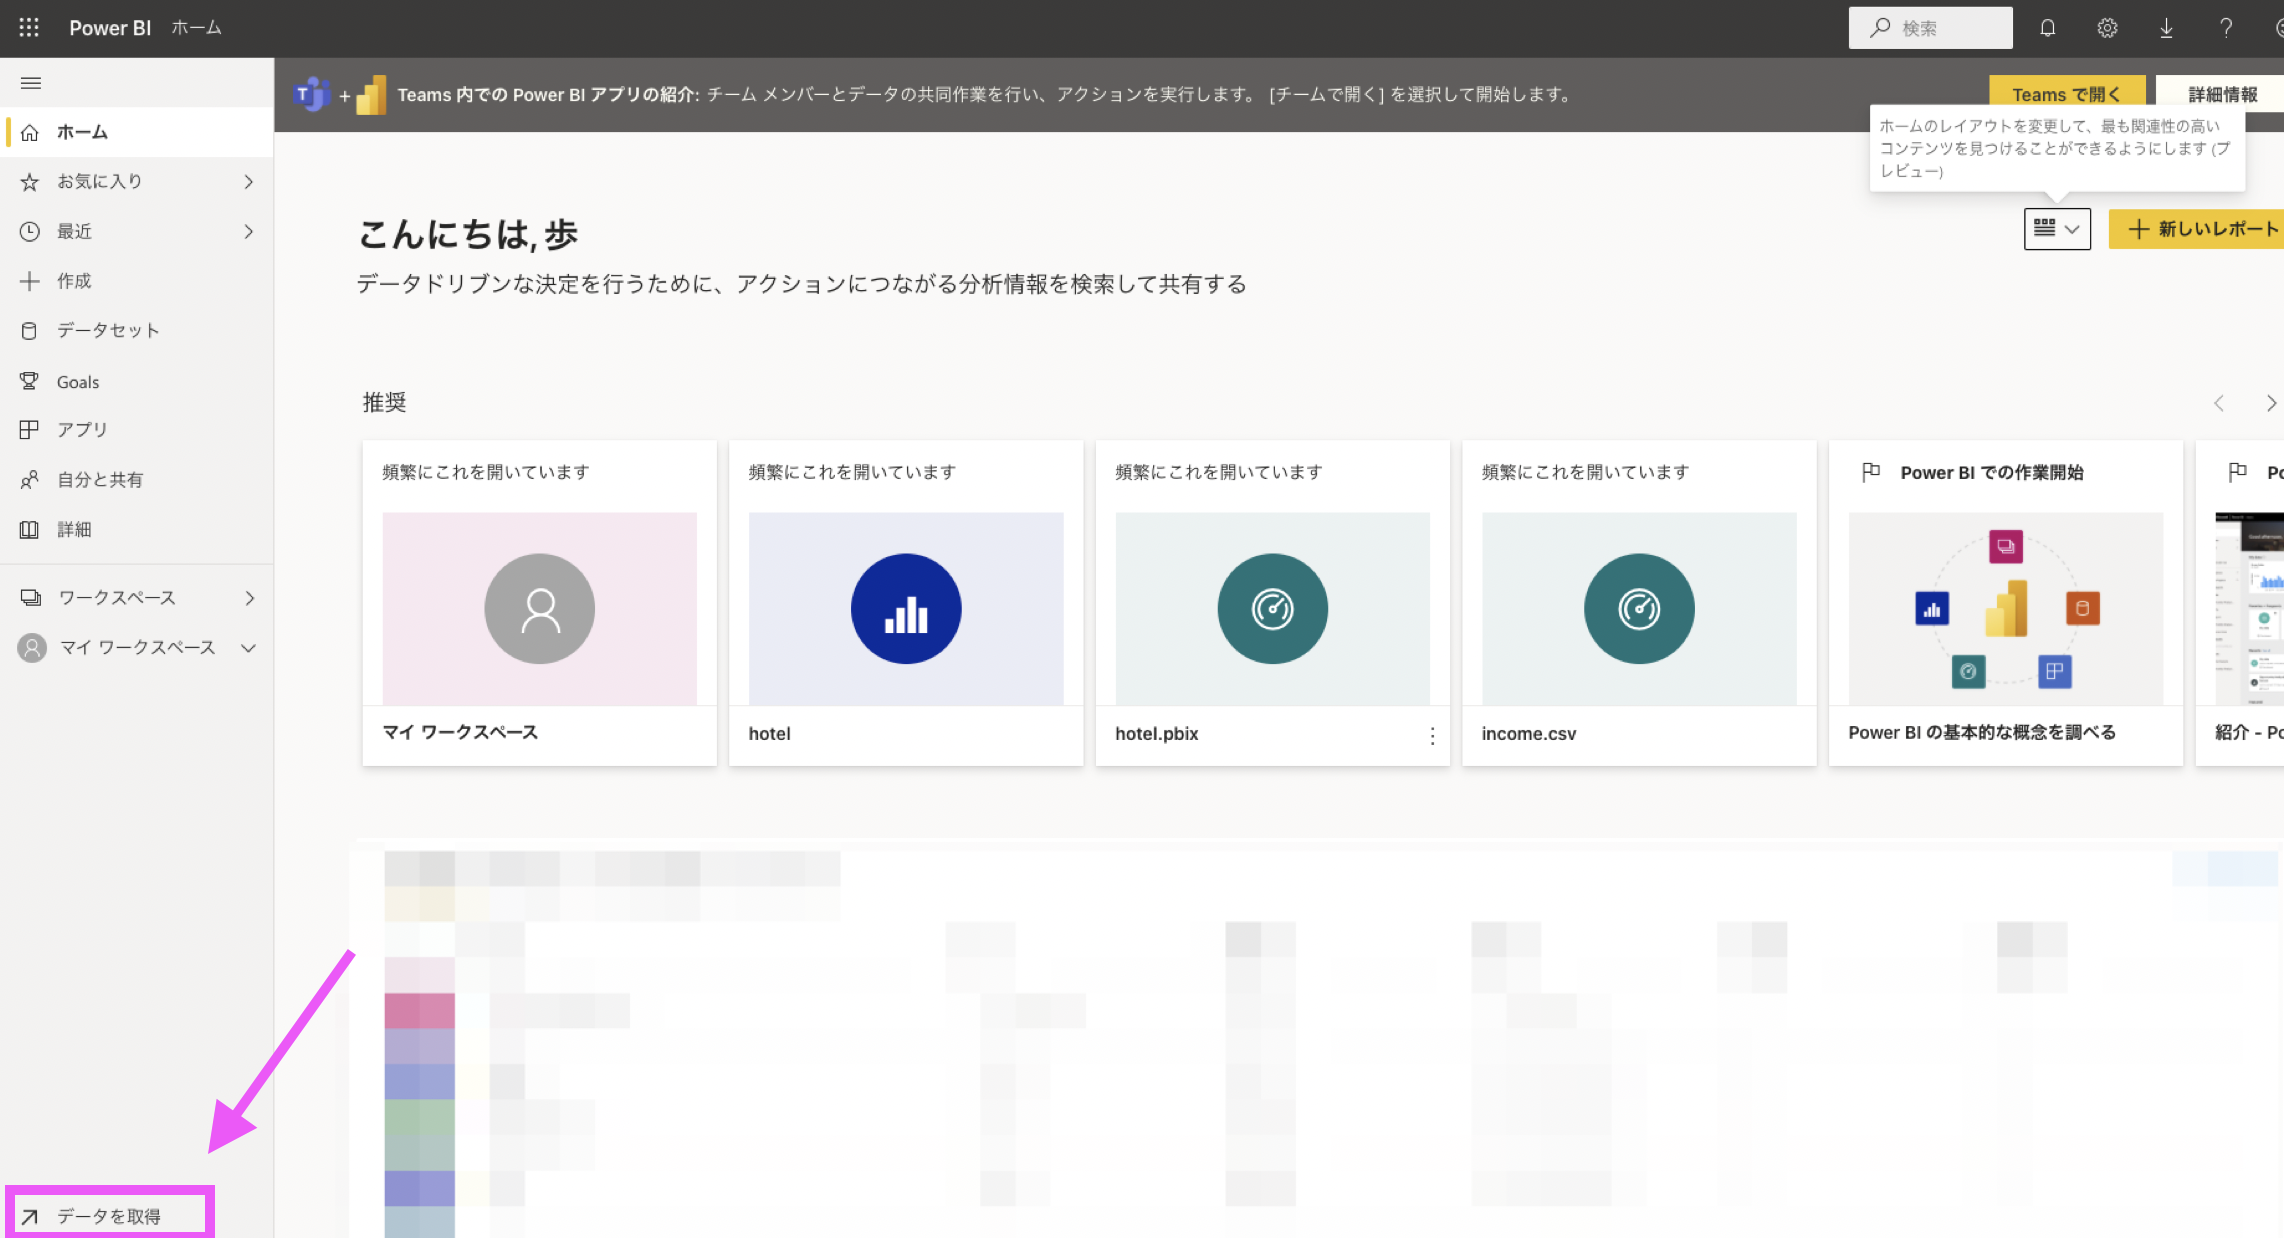 Power BI ホーム
検索
Teams 内での Power BI アプリの紹介: チーム メンバーとデータの共同作業を行い、アクションを実行します。 [チームで開く] を選択して開始します。
Teams で開く
詳細情報
ホームのレイアウトを変更して、最も関連性の高い
コンテンツを見つけることができるようにします (プ
レビュー)
ホーム
お気に入り
最近
作成
データセット
Goals
アプリ
自分と共有
詳細
ワークスペース
マイ ワークスペース
データを取得
こんにちは, 歩
データドリブンな決定を行うために、アクションにつながる分析情報を検索して共有する
新しいレポート
推奨
頻繁にこれを開いています
マイ ワークスペース
頻繁にこれを開いています
hotel
頻繁にこれを開いています
hotel.pbix
頻繁にこれを開いています
income.csv
Power BI での作業開始
Power BI の基本的な概念を調べる
紹介 - Po